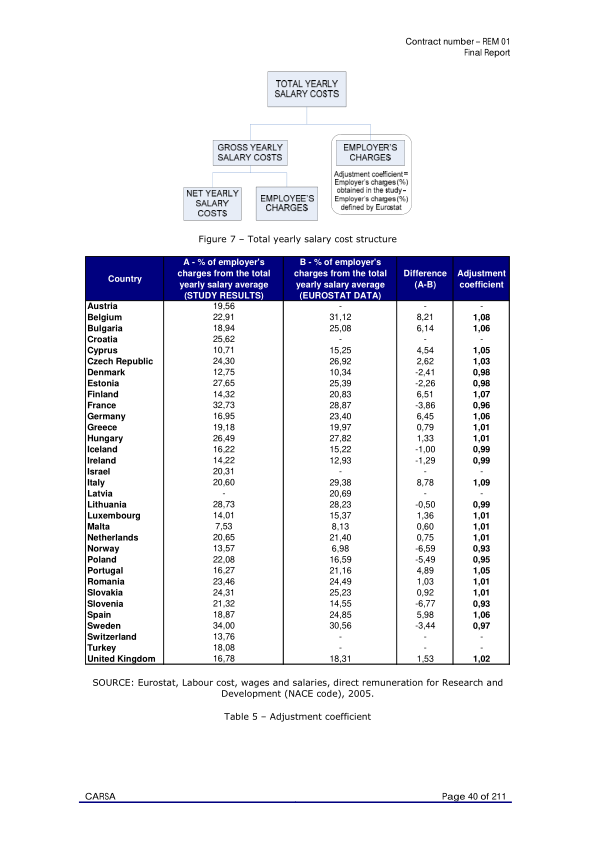 Contract number – REM 01
Final Report
TOTAL YEARLY
SALARY COSTS
GROSS YEARLY
SALARY COSTS
EMPLOYER'S
CHARGES
Adjustment coefficient=
Employer's charges(%)
obtained in the study–
Employer's charges(%)
defined by Eurostat
NET YEARLY
SALARY
COSTS
EMPLOYEE'S
CHARGES
Figure 7 – Total yearly salary cost structure
Country A - % of employer's charges from the total yearly salary average (STUDY RESULTS) B - % of employer's charges from the total yearly salary average (EUROSTAT DATA) Difference (A-B) Adjustment coefficient
Austria 19,56 - - -
Belgium 22,91 31,12 8,21 1,08
Bulgaria 18,94 25,08 6,14 1,06
Croatia 25,62 - - -
Cyprus 10,71 15,25 4,54 1,05
Czech Republic 24,30 26,92 2,62 1,03
Denmark 12,75 10,34 -2,41 0,98
Estonia 27,65 25,39 -2,26 0,98
Finland 14,32 20,83 6,51 1,07
France 32,73 28,87 -3,86 0,96
Germany 16,95 23,40 6,45 1,06
Greece 19,18 19,97 0,79 1,01
Hungary 26,49 27,82 1,33 1,01
Iceland 16,22 15,22 -1,00 0,99
Ireland 14,22 12,93 -1,29 0,99
Israel 20,31 - - -
Italy 20,60 29,38 8,78 1,09
Latvia - 20,69 - -
Lithuania 28,73 28,23 -0,50 0,99
Luxembourg 14,01 15,37 1,36 1,01
Malta 7,53 8,13 0,60 1,01
Netherlands 20,65 21,40 0,75 1,01
Norway 13,57 6,98 -6,59 0,93
Poland 22,08 16,59 -5,49 0,95
Portugal 16,27 21,16 4,89 1,05
Romania 23,46 24,49 1,03 1,01
Slovakia 24,31 25,23 0,92 1,01
Slovenia 21,32 14,55 -6,77 0,93
Spain 18,87 24,85 5,98 1,06
Sweden 34,00 30,56 -3,44 0,97
Switzerland 13,76 - - -
Turkey 18,08 - - -
United Kingdom 16,78 18,31 1,53 1,02
SOURCE: Eurostat, Labour cost, wages and salaries, direct remuneration for Research and
Development (NACE code), 2005.
Table 5 – Adjustment coefficient
CARSA Page 40 of 211